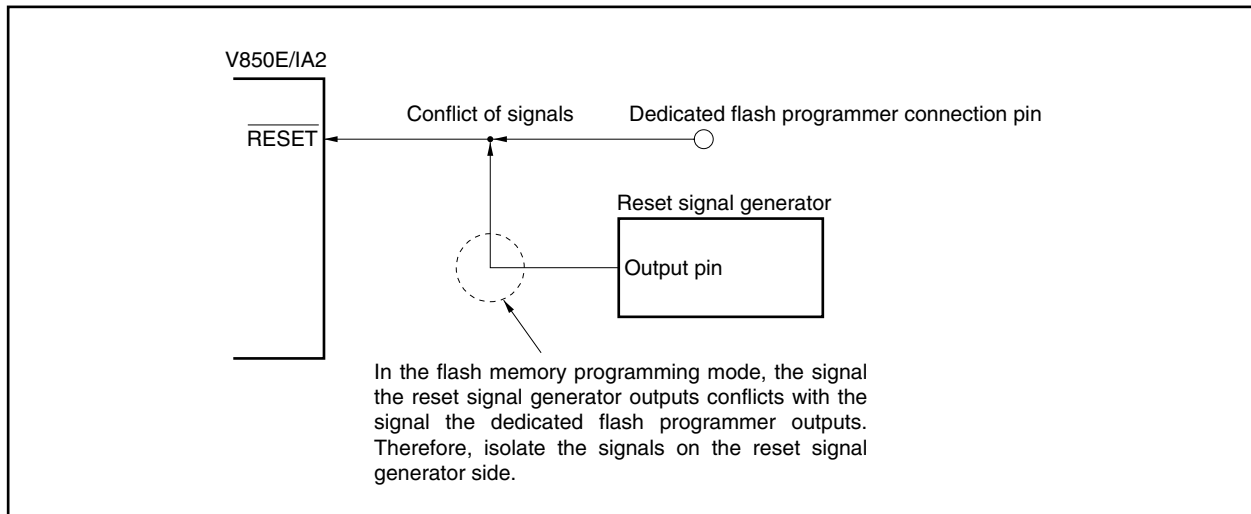 V850E/IA2
Conflict of signals
Dedicated flash programmer connection pin
RESET
Reset signal generator
Output pin
In the flash memory programming mode, the signal
the reset signal generator outputs conflicts with the
signal the dedicated flash programmer outputs.
Therefore, isolate the signals on the reset signal
generator side.